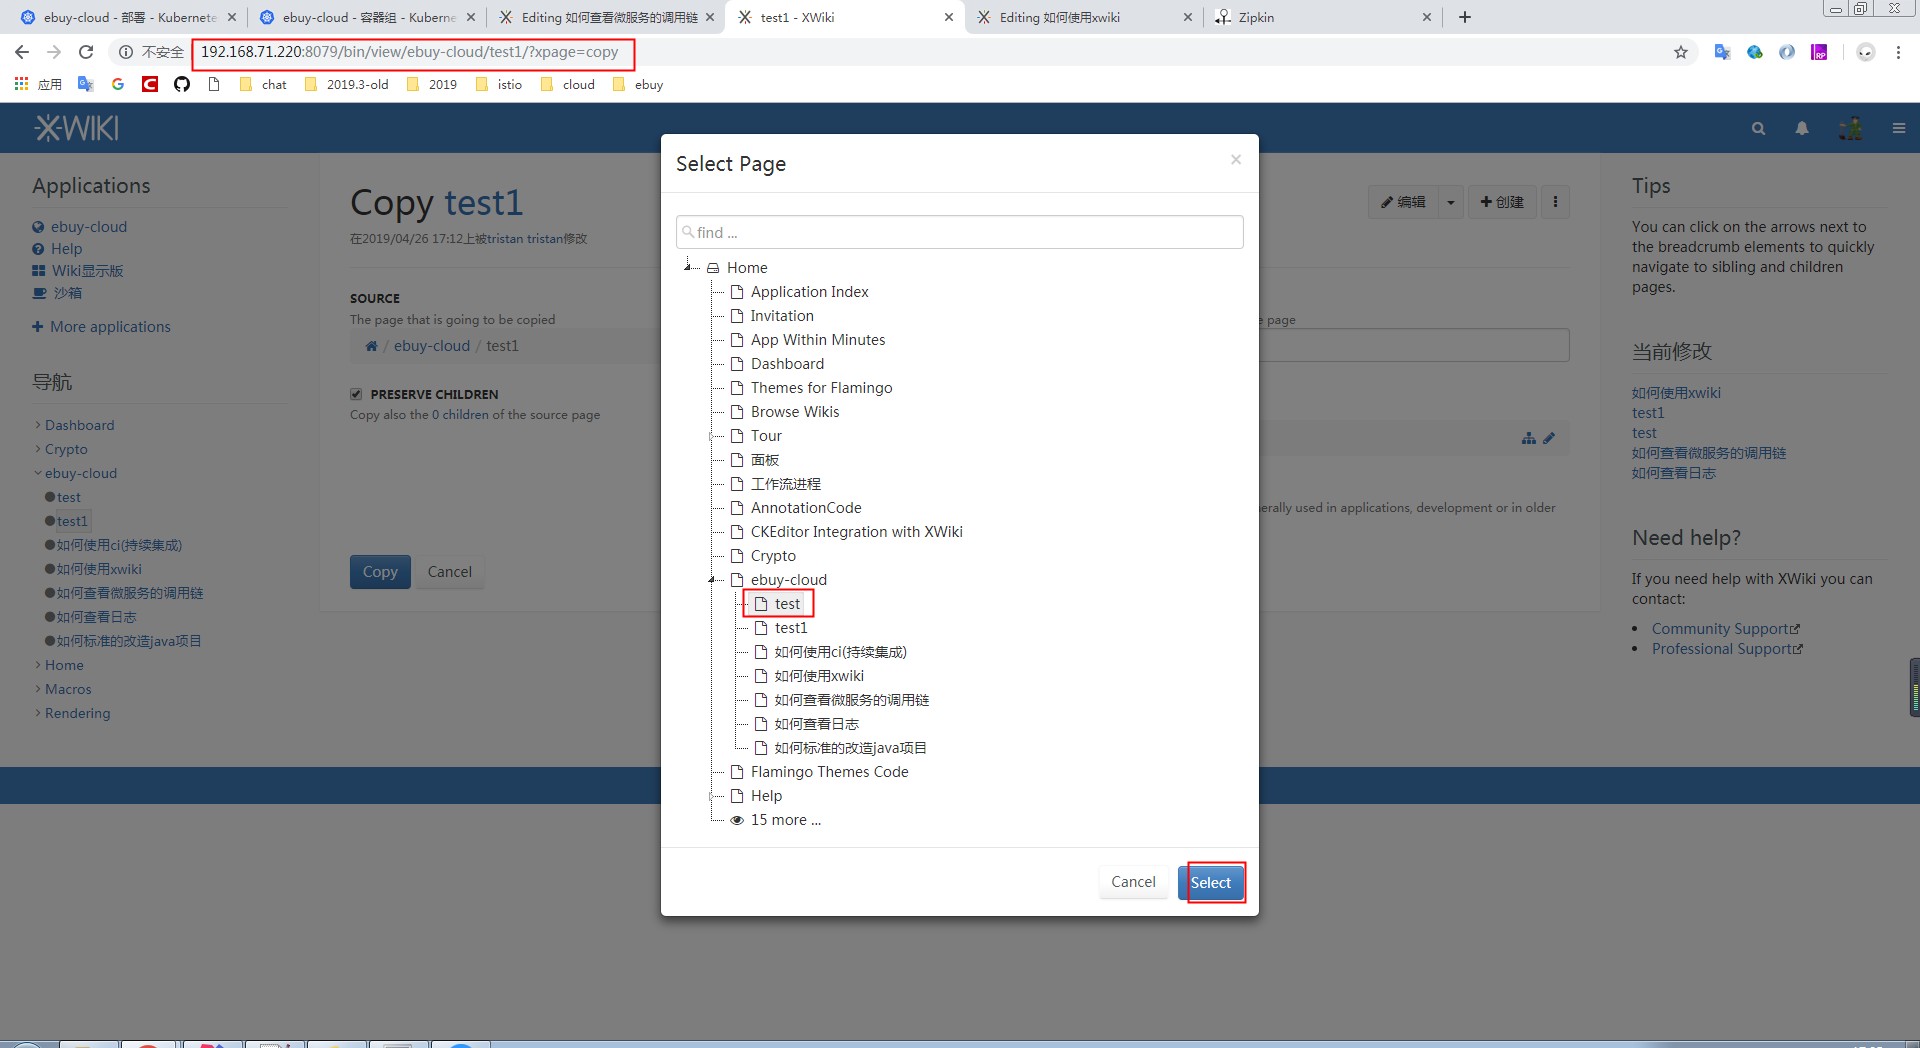 ebuy-cloud - 部署 - Kubernete
ebuy-cloud - 容器组 - Kuberne
Editing 如何查看微服务的调用链
test1 - XWiki
Editing 如何使用xwiki
Zipkin
不安全
192.168.71.220:8079/bin/view/ebuy-cloud/test1/?xpage=copy
应用
chat
2019.3-old
2019
istio
cloud
ebuy
XWIKI
Applications
ebuy-cloud
Help
Wiki显示版
沙箱
More applications
导航
Dashboard
Crypto
ebuy-cloud
test
test1
如何使用ci(持续集成)
如何使用xwiki
如何查看微服务的调用链
如何查看日志
如何标准的改造java项目
Home
Macros
Rendering
Copy test1
在2019/04/26 17:12上被tristan tristan修改
编辑
创建
SOURCE
The page that is going to be copied
/ ebuy-cloud / test1
PRESERVE CHILDREN
Copy also the 0 children of the source page
Copy
Cancel
e page
erally used in applications, development or in older
Select Page
×
find ...
Home
Application Index
Invitation
App Within Minutes
Dashboard
Themes for Flamingo
Browse Wikis
Tour
面板
工作流进程
AnnotationCode
CKEditor Integration with XWiki
Crypto
ebuy-cloud
test
test1
如何使用ci(持续集成)
如何使用xwiki
如何查看微服务的调用链
如何查看日志
如何标准的改造java项目
Flamingo Themes Code
Help
15 more ...
Cancel
Select
Tips
You can click on the arrows next to
the breadcrumb elements to quickly
navigate to sibling and children
pages.
当前修改
如何使用xwiki
test1
test
如何查看微服务的调用链
如何查看日志
Need help?
If you need help with XWiki you can
contact:
Community Support
Professional Support